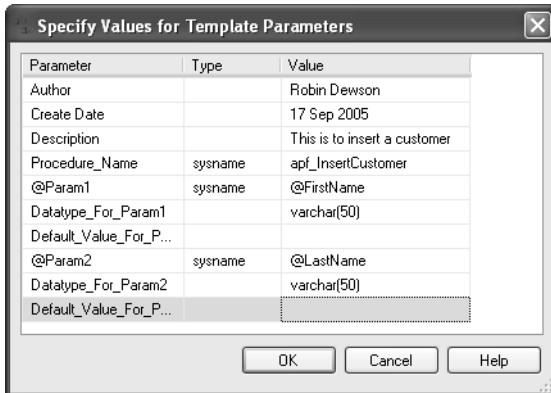 Specify Values for Template Parameters
Parameter Type Value
Author Robin Dewson
Create Date 17 Sep 2005
Description This is to insert a customer
Procedure_Name sysname apf_InsertCustomer
@Param1 sysname @FirstName
Datatype_For_Param1 varchar(50)
Default_Value_For_P...
@Param2 sysname @LastName
Datatype_For_Param2 varchar(50)
Default_Value_For_P...
OK Cancel Help